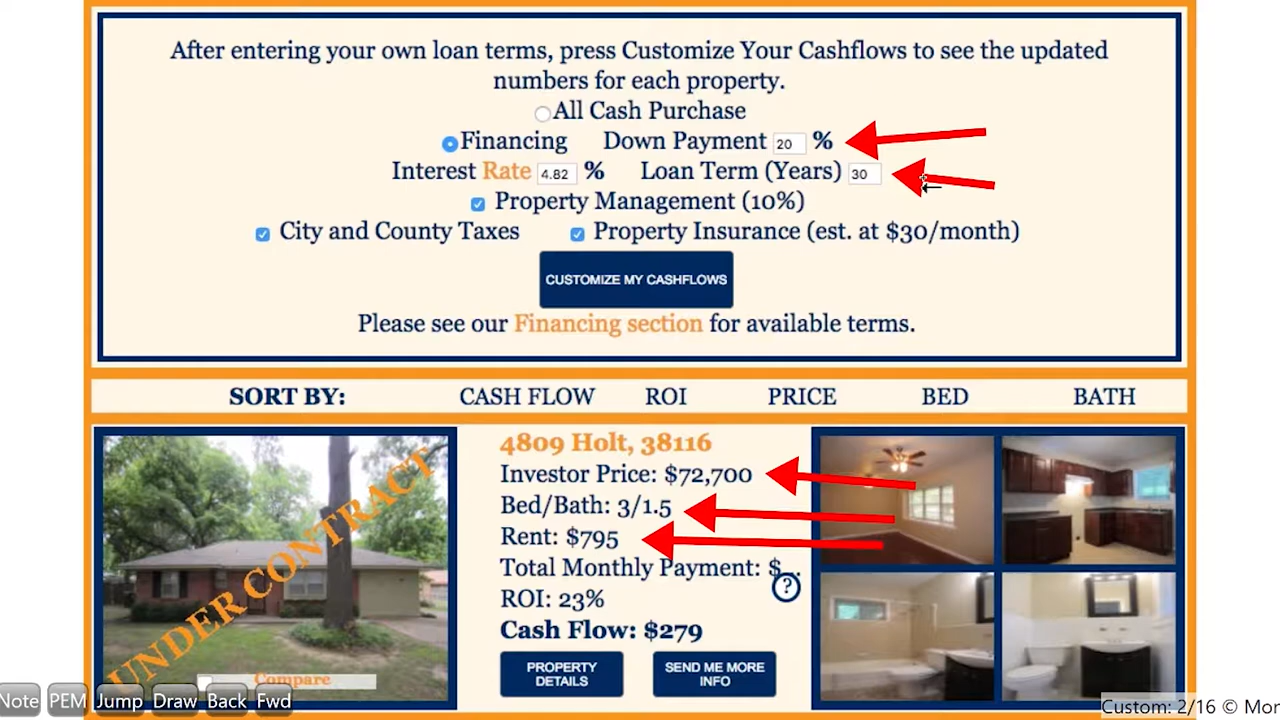 After entering your own loan terms, press Customize Your Cashflows to see the updated
numbers for each property.
All Cash Purchase
Financing Down Payment 20 %
Interest Rate 4.82 % Loan Term (Years) 30
Property Management (10%)
City and County Taxes Property Insurance (est. at $30/month)
CUSTOMIZE MY CASHFLOWS
Please see our Financing section for available terms.
SORT BY: CASH FLOW ROI PRICE BED BATH
UNDER CONTRACT
Compare
4809 Holt, 38116
Investor Price: $72,700
Bed/Bath: 3/1.5
Rent: $795
Total Monthly Payment: $...
?
ROI: 23%
Cash Flow: $279
PROPERTY DETAILS
SEND ME MORE INFO
Note PEM Jump Draw Back Fwd
Custom: 2/16 © Mor